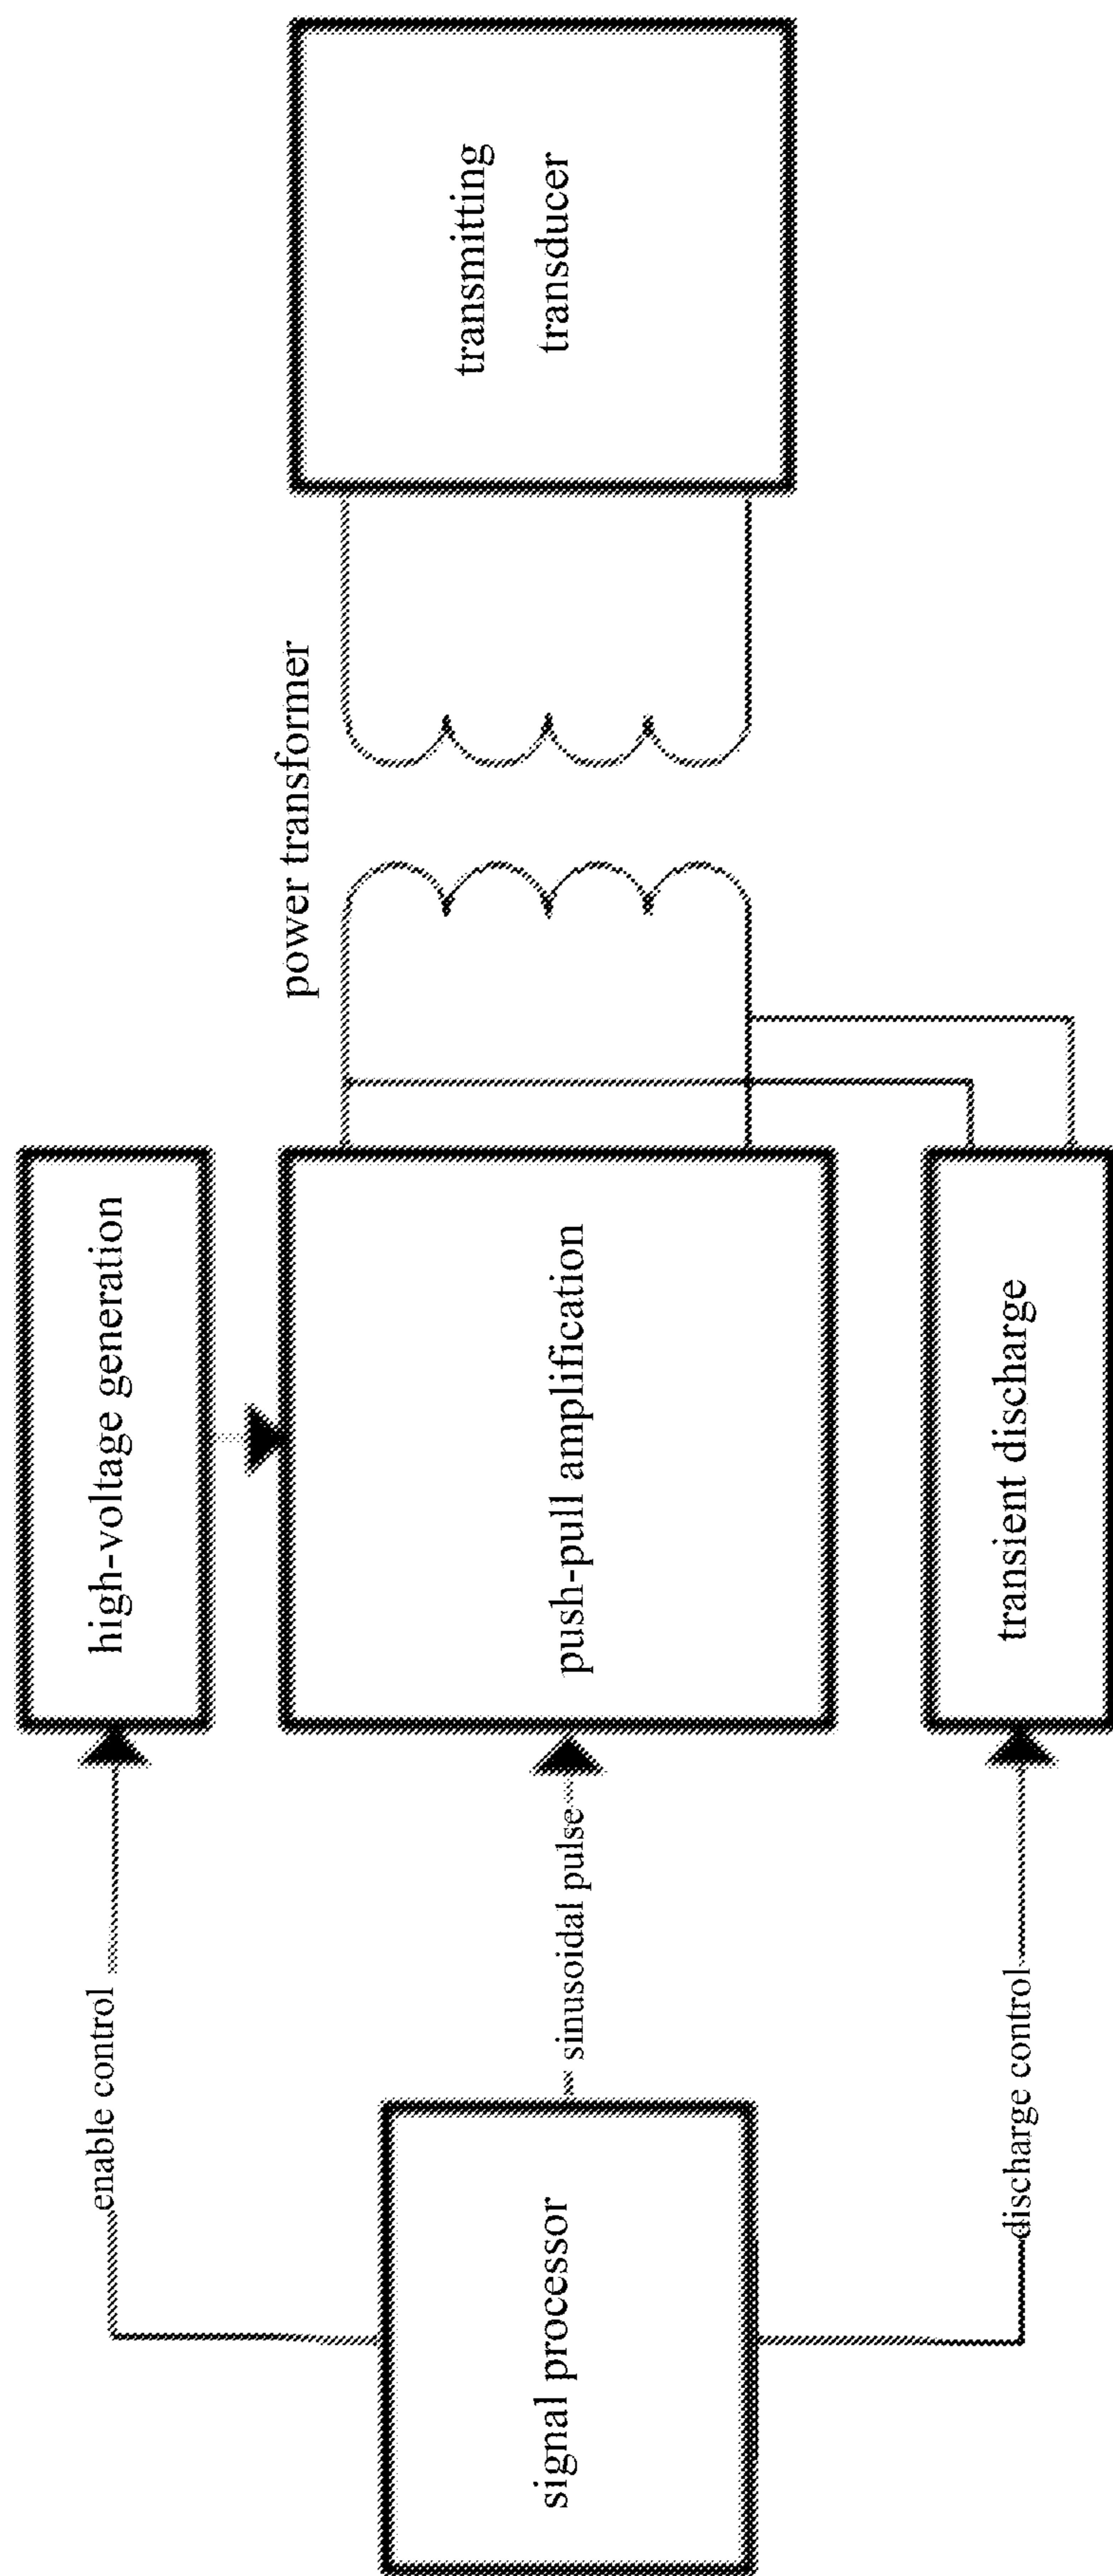 high-voltage generation
enable control
power transformer
transmitting
transducer
push-pull amplification
sinusoidal pulse
signal processor
transient discharge
discharge control